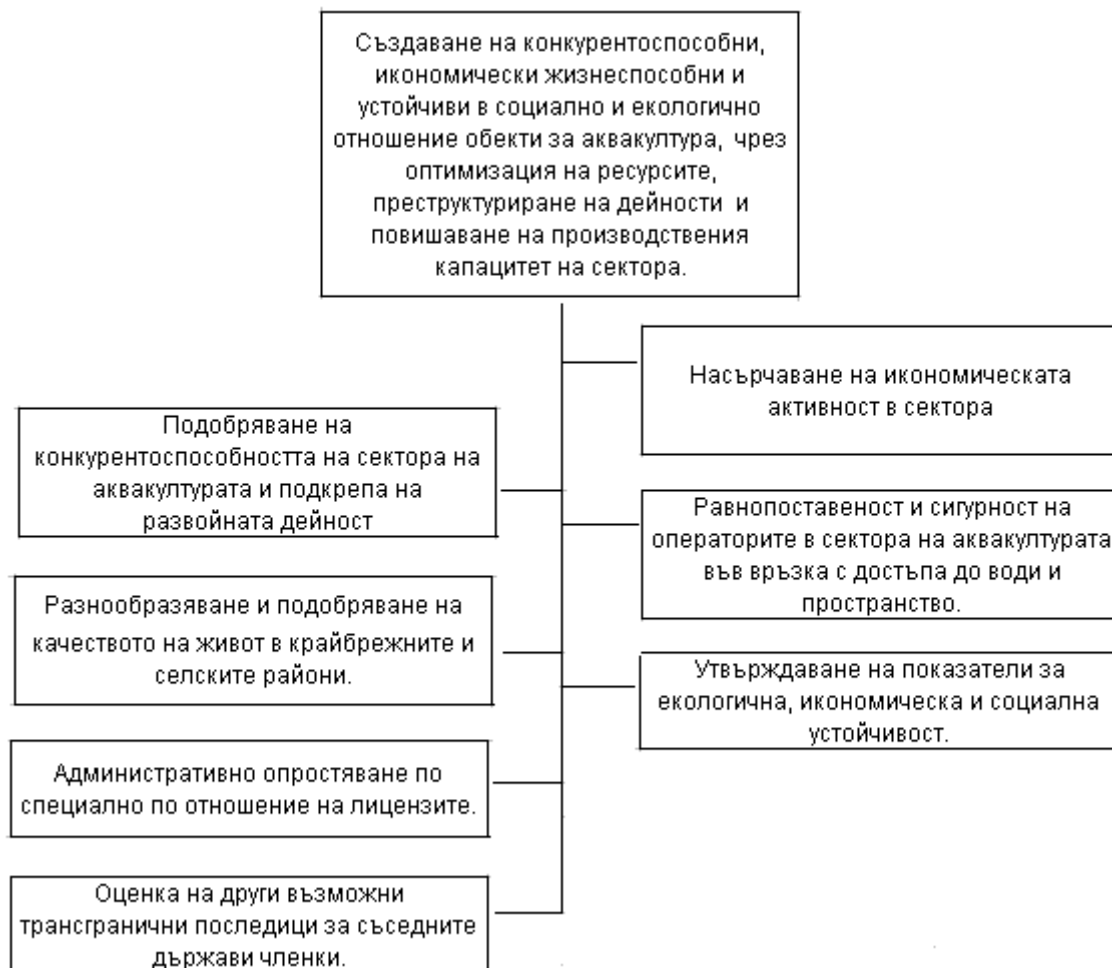 Създаване на конкурентоспособни,
икономически жизнеспособни и
устойчиви в социално и екологично
отношение обекти за аквакултура, чрез
оптимизация на ресурсите,
преструктуриране на дейности и
повишаване на производствения
капацитет на сектора.
Насърчаване на икономическата
активност в сектора
Подобряване на
конкурентоспособността на сектора на
аквакултурата и подкрепа на
развойната дейност
Равнопоставеност и сигурност на
операторите в сектора на аквакултурата
във връзка с достъпа до води и
пространство.
Разнообразяване и подобряване на
качеството на живот в крайбрежните и
селските райони.
Утвърждаване на показатели за
екологична, икономическа и социална
устойчивост.
Административно опростяване по
специално по отношение на лицензите.
Оценка на други възможни
трансгранични последици за съседните
държави членки.